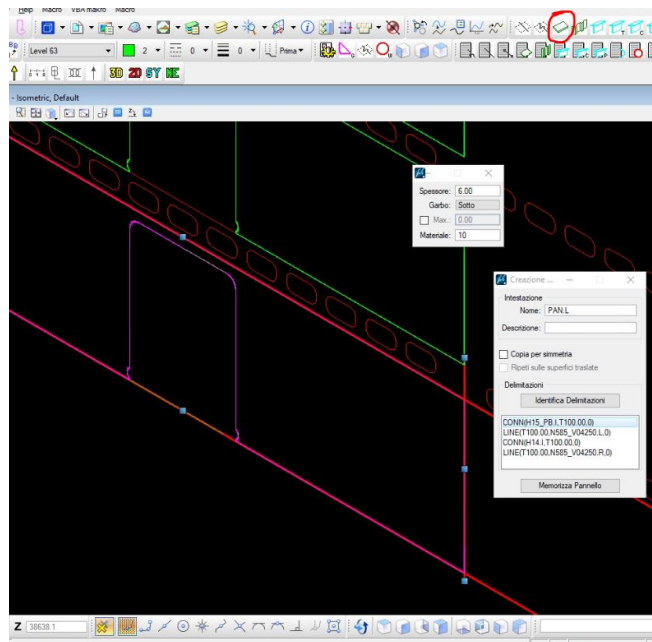 Help Macro VBA makro Macro
Level 63 2 0 0 Prima
3D 2D 6Y NE
- Isometric, Default
Spessore: 6.00
Garbo: Sotto
Max.: 0.00
Materiale: 10
Creazione ...
Intestazione
Nome: PAN.L
Descrizione:
Copia per simmetria
Ripeti sulle superfici traslate
Delimitazioni
Identifica Delimitazioni
CONN(H15_PB.I,T100.00,0)
LINE(T100.00,N585_V04250.L,0)
CONN(H14.I,T100.00,0)
LINE(T100.00,N585_V04250.R,0)
Memorizza Pannello
Z 38638.1